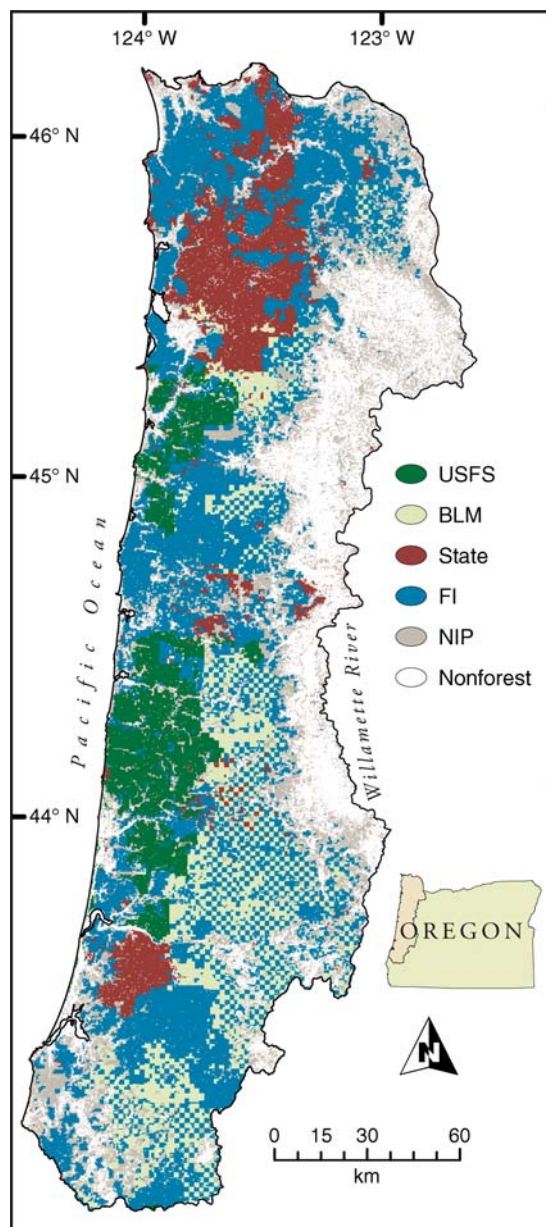 124° W 123° W
46° N
45° N
44° N
Pacific Ocean
Willamette River
USFS
BLM
State
FI
NIP
Nonforest
OREGON
N
0 15 30 60
km